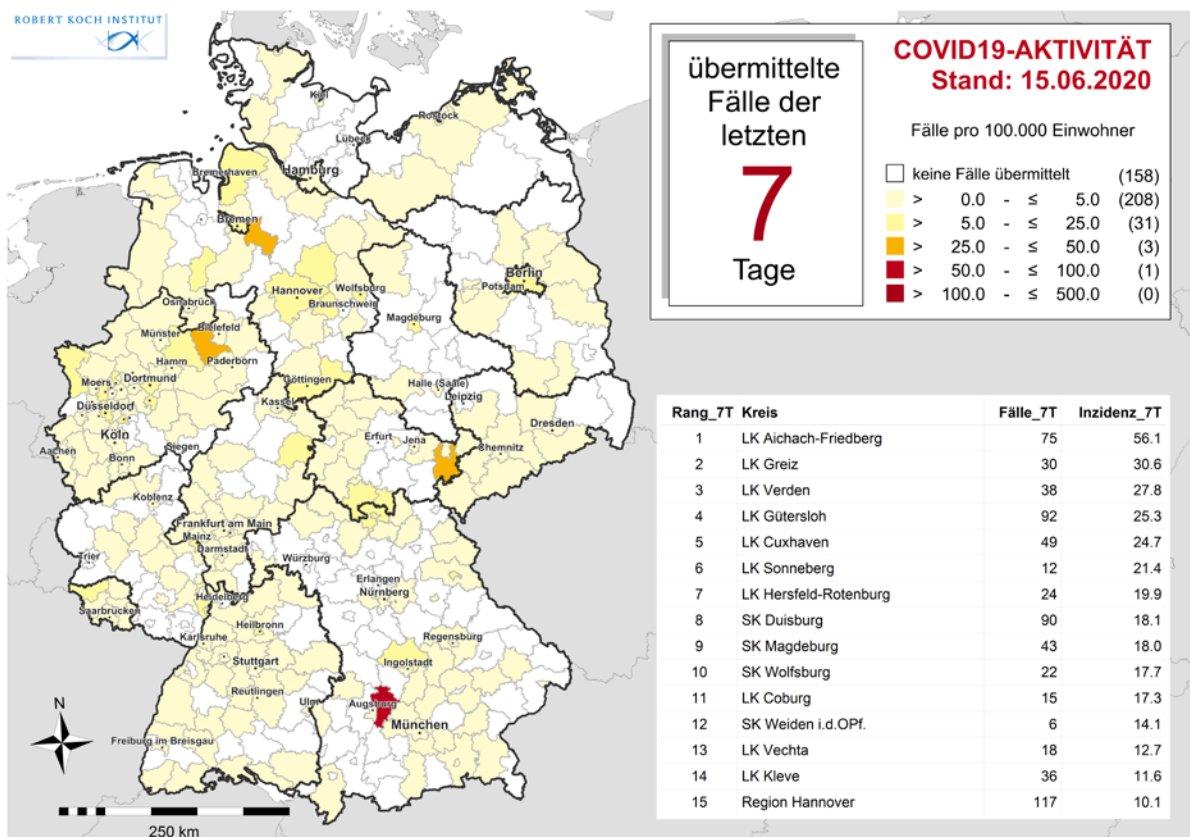 ROBERT KOCH INSTITUT
übermittelte
Fälle der
letzten
7
Tage
COVID19-AKTIVITÄT
Stand: 15.06.2020
Fälle pro 100.000 Einwohner
keine Fälle übermittelt (158)
> 0.0 - ≤ 5.0 (208)
> 5.0 - ≤ 25.0 (31)
> 25.0 - ≤ 50.0 (3)
> 50.0 - ≤ 100.0 (1)
> 100.0 - ≤ 500.0 (0)
Kiel
Rostock
Lübeck
Bremerhaven
Hamburg
Bremen
Berlin
Potsdam
Hannover
Wolfsburg
Braunschweig
Osnabrück
Magdeburg
Bielefeld
Münster
Hamm
Paderborn
Moers
Dortmund
Göttingen
Halle (Saale)
Leipzig
Düsseldorf
Kassel
Köln
Erfurt
Jena
Dresden
Siegen
Chemnitz
Aachen
Bonn
Koblenz
Frankfurt am Main
Mainz
Darmstadt
Trier
Würzburg
Erlangen
Nürnberg
Heidelberg
Saarbrücken
Heilbronn
Karlsruhe
Regensburg
Stuttgart
Ingolstadt
Reutlingen
Ulm
Augsburg
München
Freiburg im Breisgau
N
250 km
Rang_7T Kreis Fälle_7T Inzidenz_7T
1 LK Aichach-Friedberg 75 56.1
2 LK Greiz 30 30.6
3 LK Verden 38 27.8
4 LK Gütersloh 92 25.3
5 LK Cuxhaven 49 24.7
6 LK Sonneberg 12 21.4
7 LK Hersfeld-Rotenburg 24 19.9
8 SK Duisburg 90 18.1
9 SK Magdeburg 43 18.0
10 SK Wolfsburg 22 17.7
11 LK Coburg 15 17.3
12 SK Weiden i.d.OPf. 6 14.1
13 LK Vechta 18 12.7
14 LK Kleve 36 11.6
15 Region Hannover 117 10.1